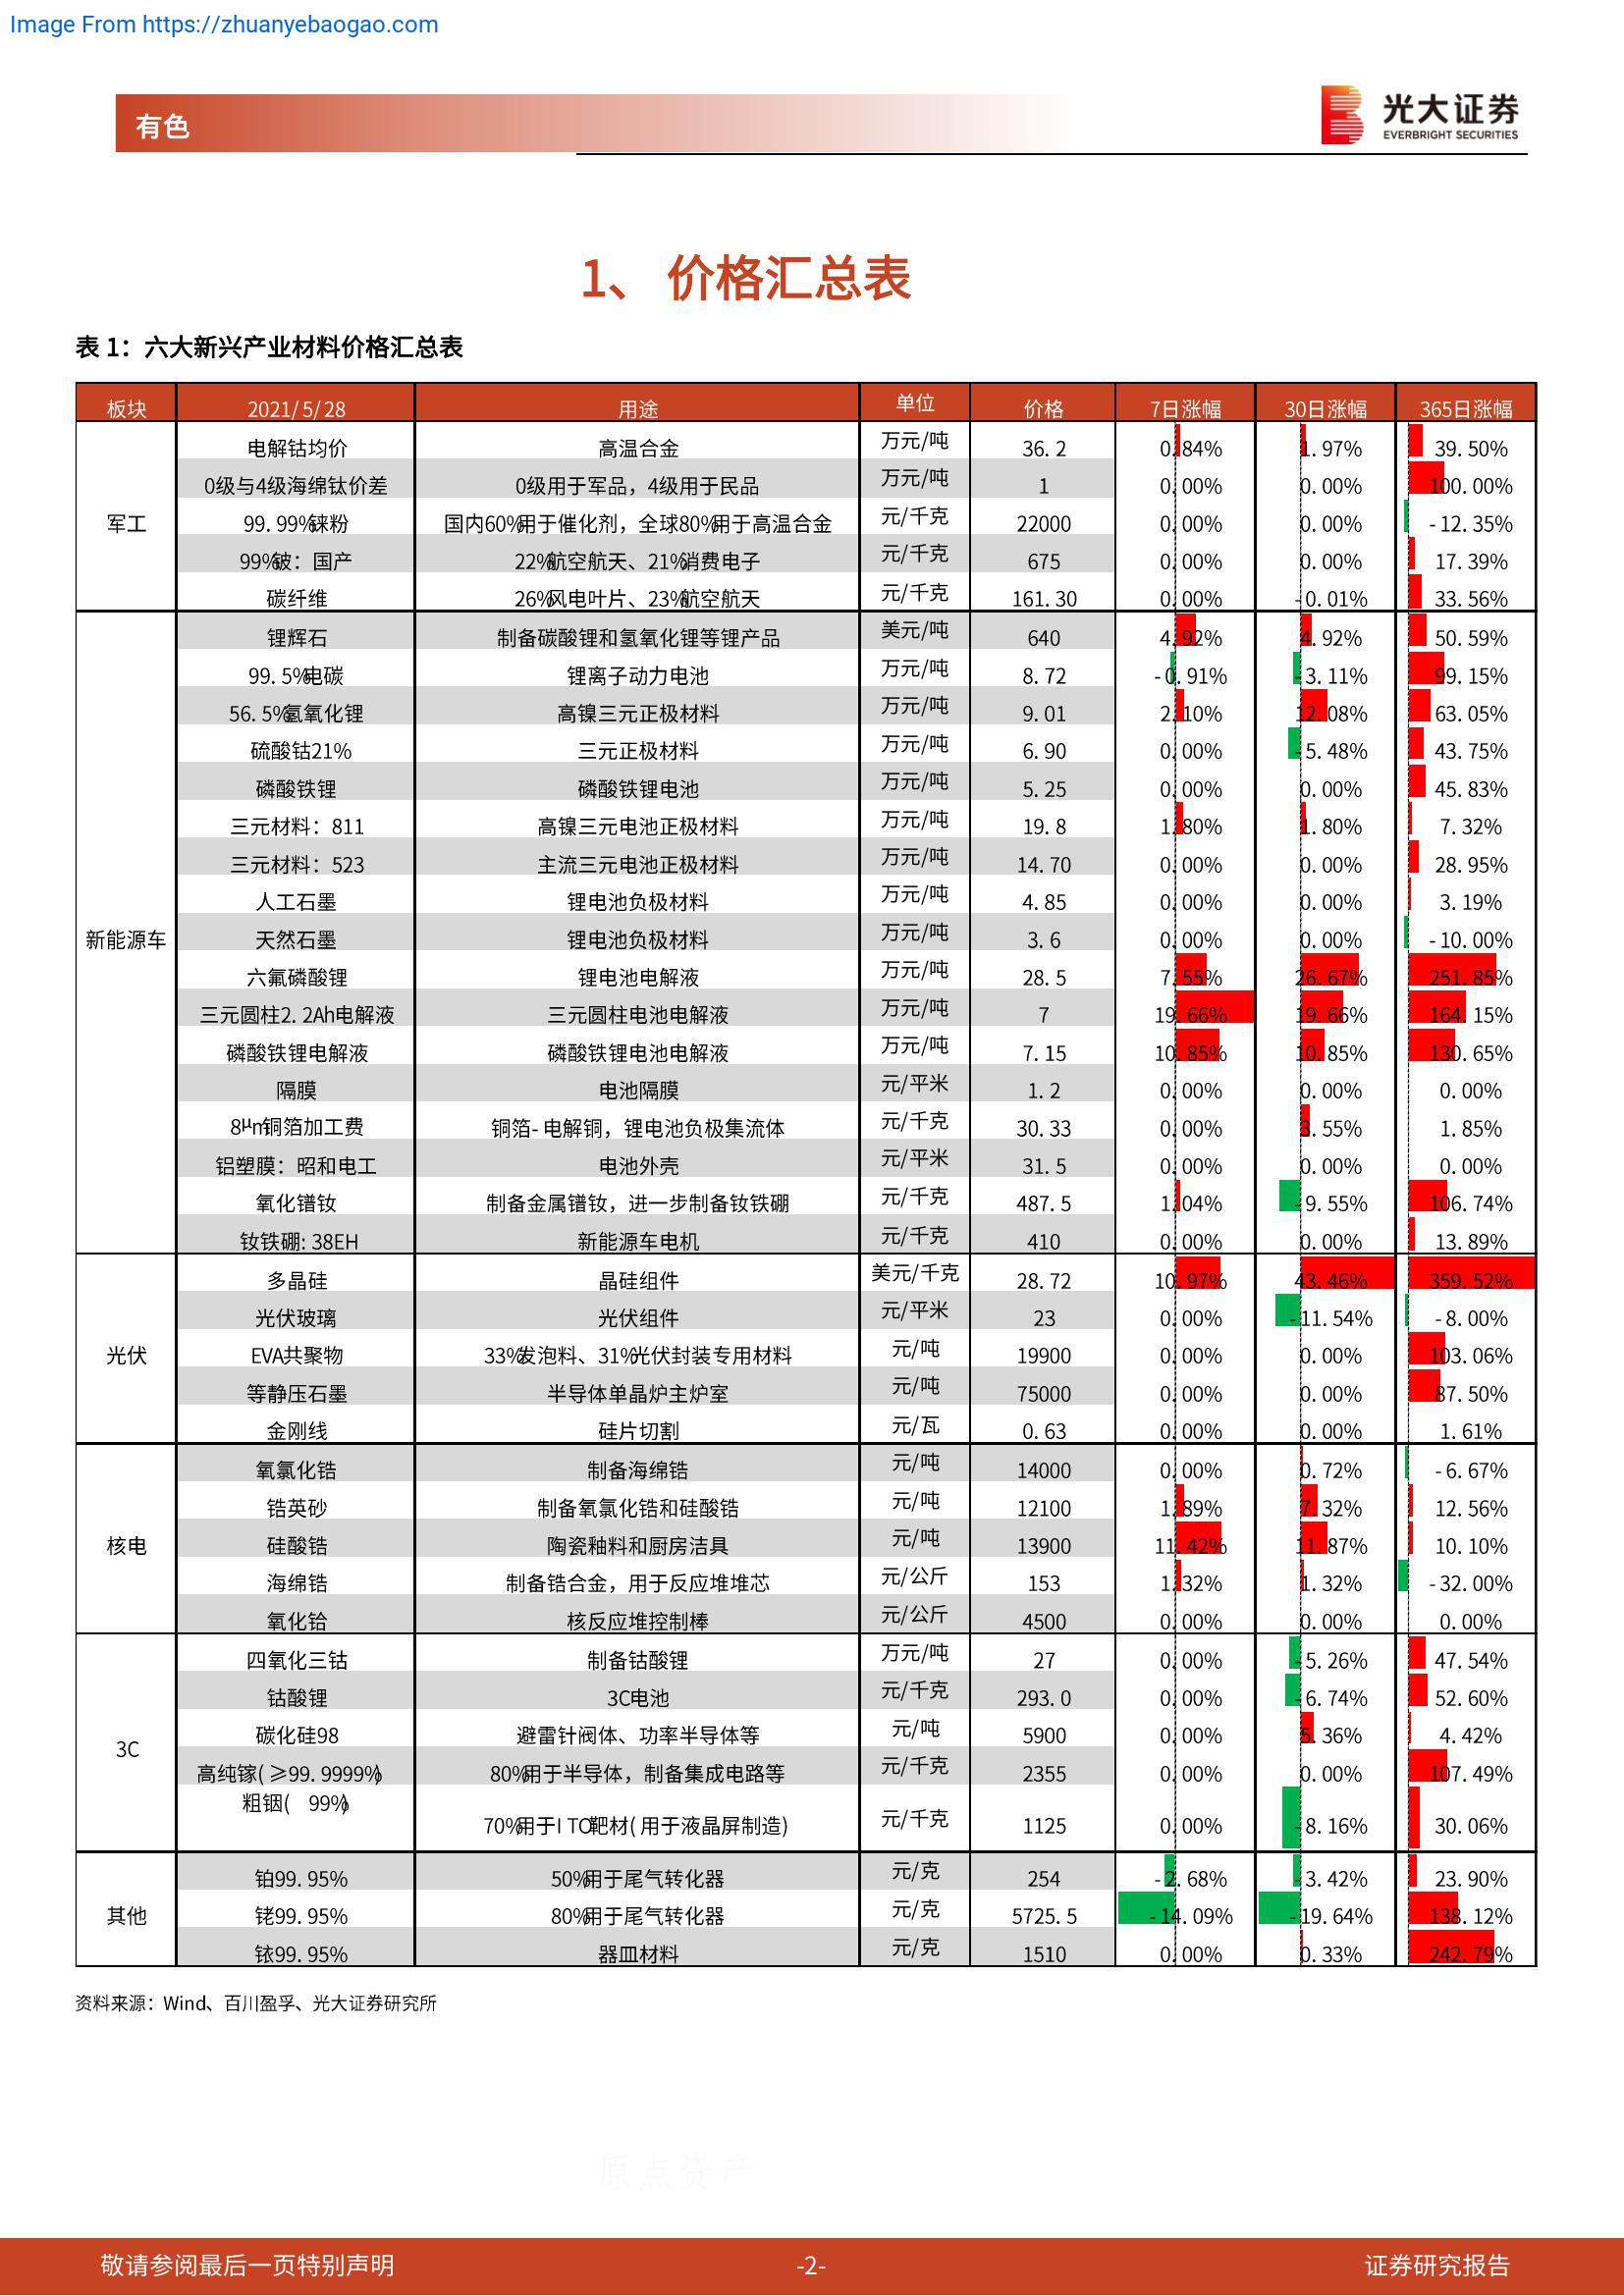 Image From https://zhuanyebaogao.com
有色
光大证券
EVERBRIGHT SECURITIES
1、 价格汇总表
表 1：六大新兴产业材料价格汇总表
板块 2021/5/28 用途 单位 价格 7日涨幅 30日涨幅 365日涨幅
军工
电解钴均价 高温合金 万元/吨 36.2 0.84% 1.97% 39.50%
0级与4级海绵钛价差 0级用于军品，4级用于民品 万元/吨 1 0.00% 0.00% 100.00%
99.99%铼粉 国内60%用于催化剂，全球80%用于高温合金 元/千克 22000 0.00% 0.00% -12.35%
99%铍：国产 22%航空航天、21%消费电子 元/千克 675 0.00% 0.00% 17.39%
碳纤维 26%风电叶片、23%航空航天 元/千克 161.30 0.00% -0.01% 33.56%
新能源车
锂辉石 制备碳酸锂和氢氧化锂等锂产品 美元/吨 640 4.92% 4.92% 50.59%
99.5%电碳 锂离子动力电池 万元/吨 8.72 -0.91% -3.11% 99.15%
56.5%氢氧化锂 高镍三元正极材料 万元/吨 9.01 2.10% 12.08% 63.05%
硫酸钴21% 三元正极材料 万元/吨 6.90 0.00% -5.48% 43.75%
磷酸铁锂 磷酸铁锂电池 万元/吨 5.25 0.00% 0.00% 45.83%
三元材料：811 高镍三元电池正极材料 万元/吨 19.8 1.80% 1.80% 7.32%
三元材料：523 主流三元电池正极材料 万元/吨 14.70 0.00% 0.00% 28.95%
人工石墨 锂电池负极材料 万元/吨 4.85 0.00% 0.00% 3.19%
天然石墨 锂电池负极材料 万元/吨 3.6 0.00% 0.00% -10.00%
六氟磷酸锂 锂电池电解液 万元/吨 28.5 7.55% 26.67% 251.85%
三元圆柱2.2Ah电解液 三元圆柱电池电解液 万元/吨 7 19.66% 19.66% 164.15%
磷酸铁锂电解液 磷酸铁锂电池电解液 万元/吨 7.15 10.85% 10.85% 130.65%
隔膜 电池隔膜 元/平米 1.2 0.00% 0.00% 0.00%
8μm铜箔加工费 铜箔-电解铜，锂电池负极集流体 元/千克 30.33 0.00% 3.55% 1.85%
铝塑膜：昭和电工 电池外壳 元/平米 31.5 0.00% 0.00% 0.00%
氧化镨钕 制备金属镨钕，进一步制备钕铁硼 元/千克 487.5 1.04% -9.55% 106.74%
钕铁硼:38EH 新能源车电机 元/千克 410 0.00% 0.00% 13.89%
光伏
多晶硅 晶硅组件 美元/千克 28.72 10.97% 43.46% 359.52%
光伏玻璃 光伏组件 元/平米 23 0.00% -11.54% -8.00%
EVA共聚物 33%发泡料、31%光伏封装专用材料 元/吨 19900 0.00% 0.00% 103.06%
等静压石墨 半导体单晶炉主炉室 元/吨 75000 0.00% 0.00% 87.50%
金刚线 硅片切割 元/瓦 0.63 0.00% 0.00% 1.61%
核电
氧氯化锆 制备海绵锆 元/吨 14000 0.00% 0.72% -6.67%
锆英砂 制备氧氯化锆和硅酸锆 元/吨 12100 1.89% 7.32% 12.56%
硅酸锆 陶瓷釉料和厨房洁具 元/吨 13900 11.42% 11.87% 10.10%
海绵锆 制备锆合金，用于反应堆堆芯 元/公斤 153 1.32% 1.32% -32.00%
氧化铪 核反应堆控制棒 元/公斤 4500 0.00% 0.00% 0.00%
3C
四氧化三钴 制备钴酸锂 万元/吨 27 0.00% -5.26% 47.54%
钴酸锂 3C电池 元/千克 293.0 0.00% -6.74% 52.60%
碳化硅98 避雷针阀体、功率半导体等 元/吨 5900 0.00% 5.36% 4.42%
高纯镓(≥99.9999%) 80%用于半导体，制备集成电路等 元/千克 2355 0.00% 0.00% 107.49%
粗铟( 99%) 70%用于ITO靶材(用于液晶屏制造) 元/千克 1125 0.00% -8.16% 30.06%
其他
铂99.95% 50%用于尾气转化器 元/克 254 -2.68% -3.42% 23.90%
铑99.95% 80%用于尾气转化器 元/克 5725.5 -14.09% -19.64% 138.12%
铱99.95% 器皿材料 元/克 1510 0.00% 0.33% 242.79%
资料来源：Wind、百川盈孚、光大证券研究所
原点资产
敬请参阅最后一页特别声明 -2- 证券研究报告